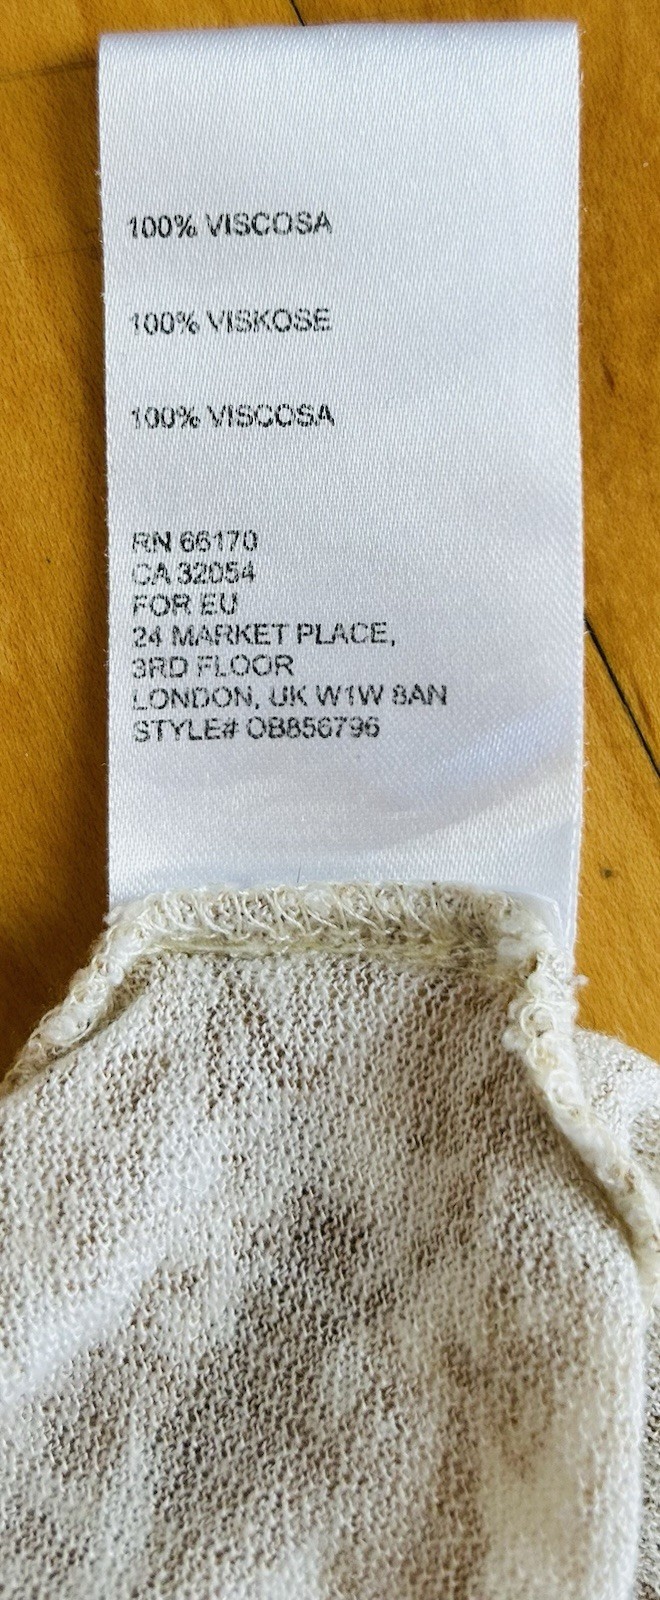 100% VISCOSA
100% VISKOSE
100% VISCOSA
RN 66170
CA 32054
FOR EU
24 MARKET PLACE,
3RD FLOOR
LONDON, UK W1W 8AN
STYLE# OB856796